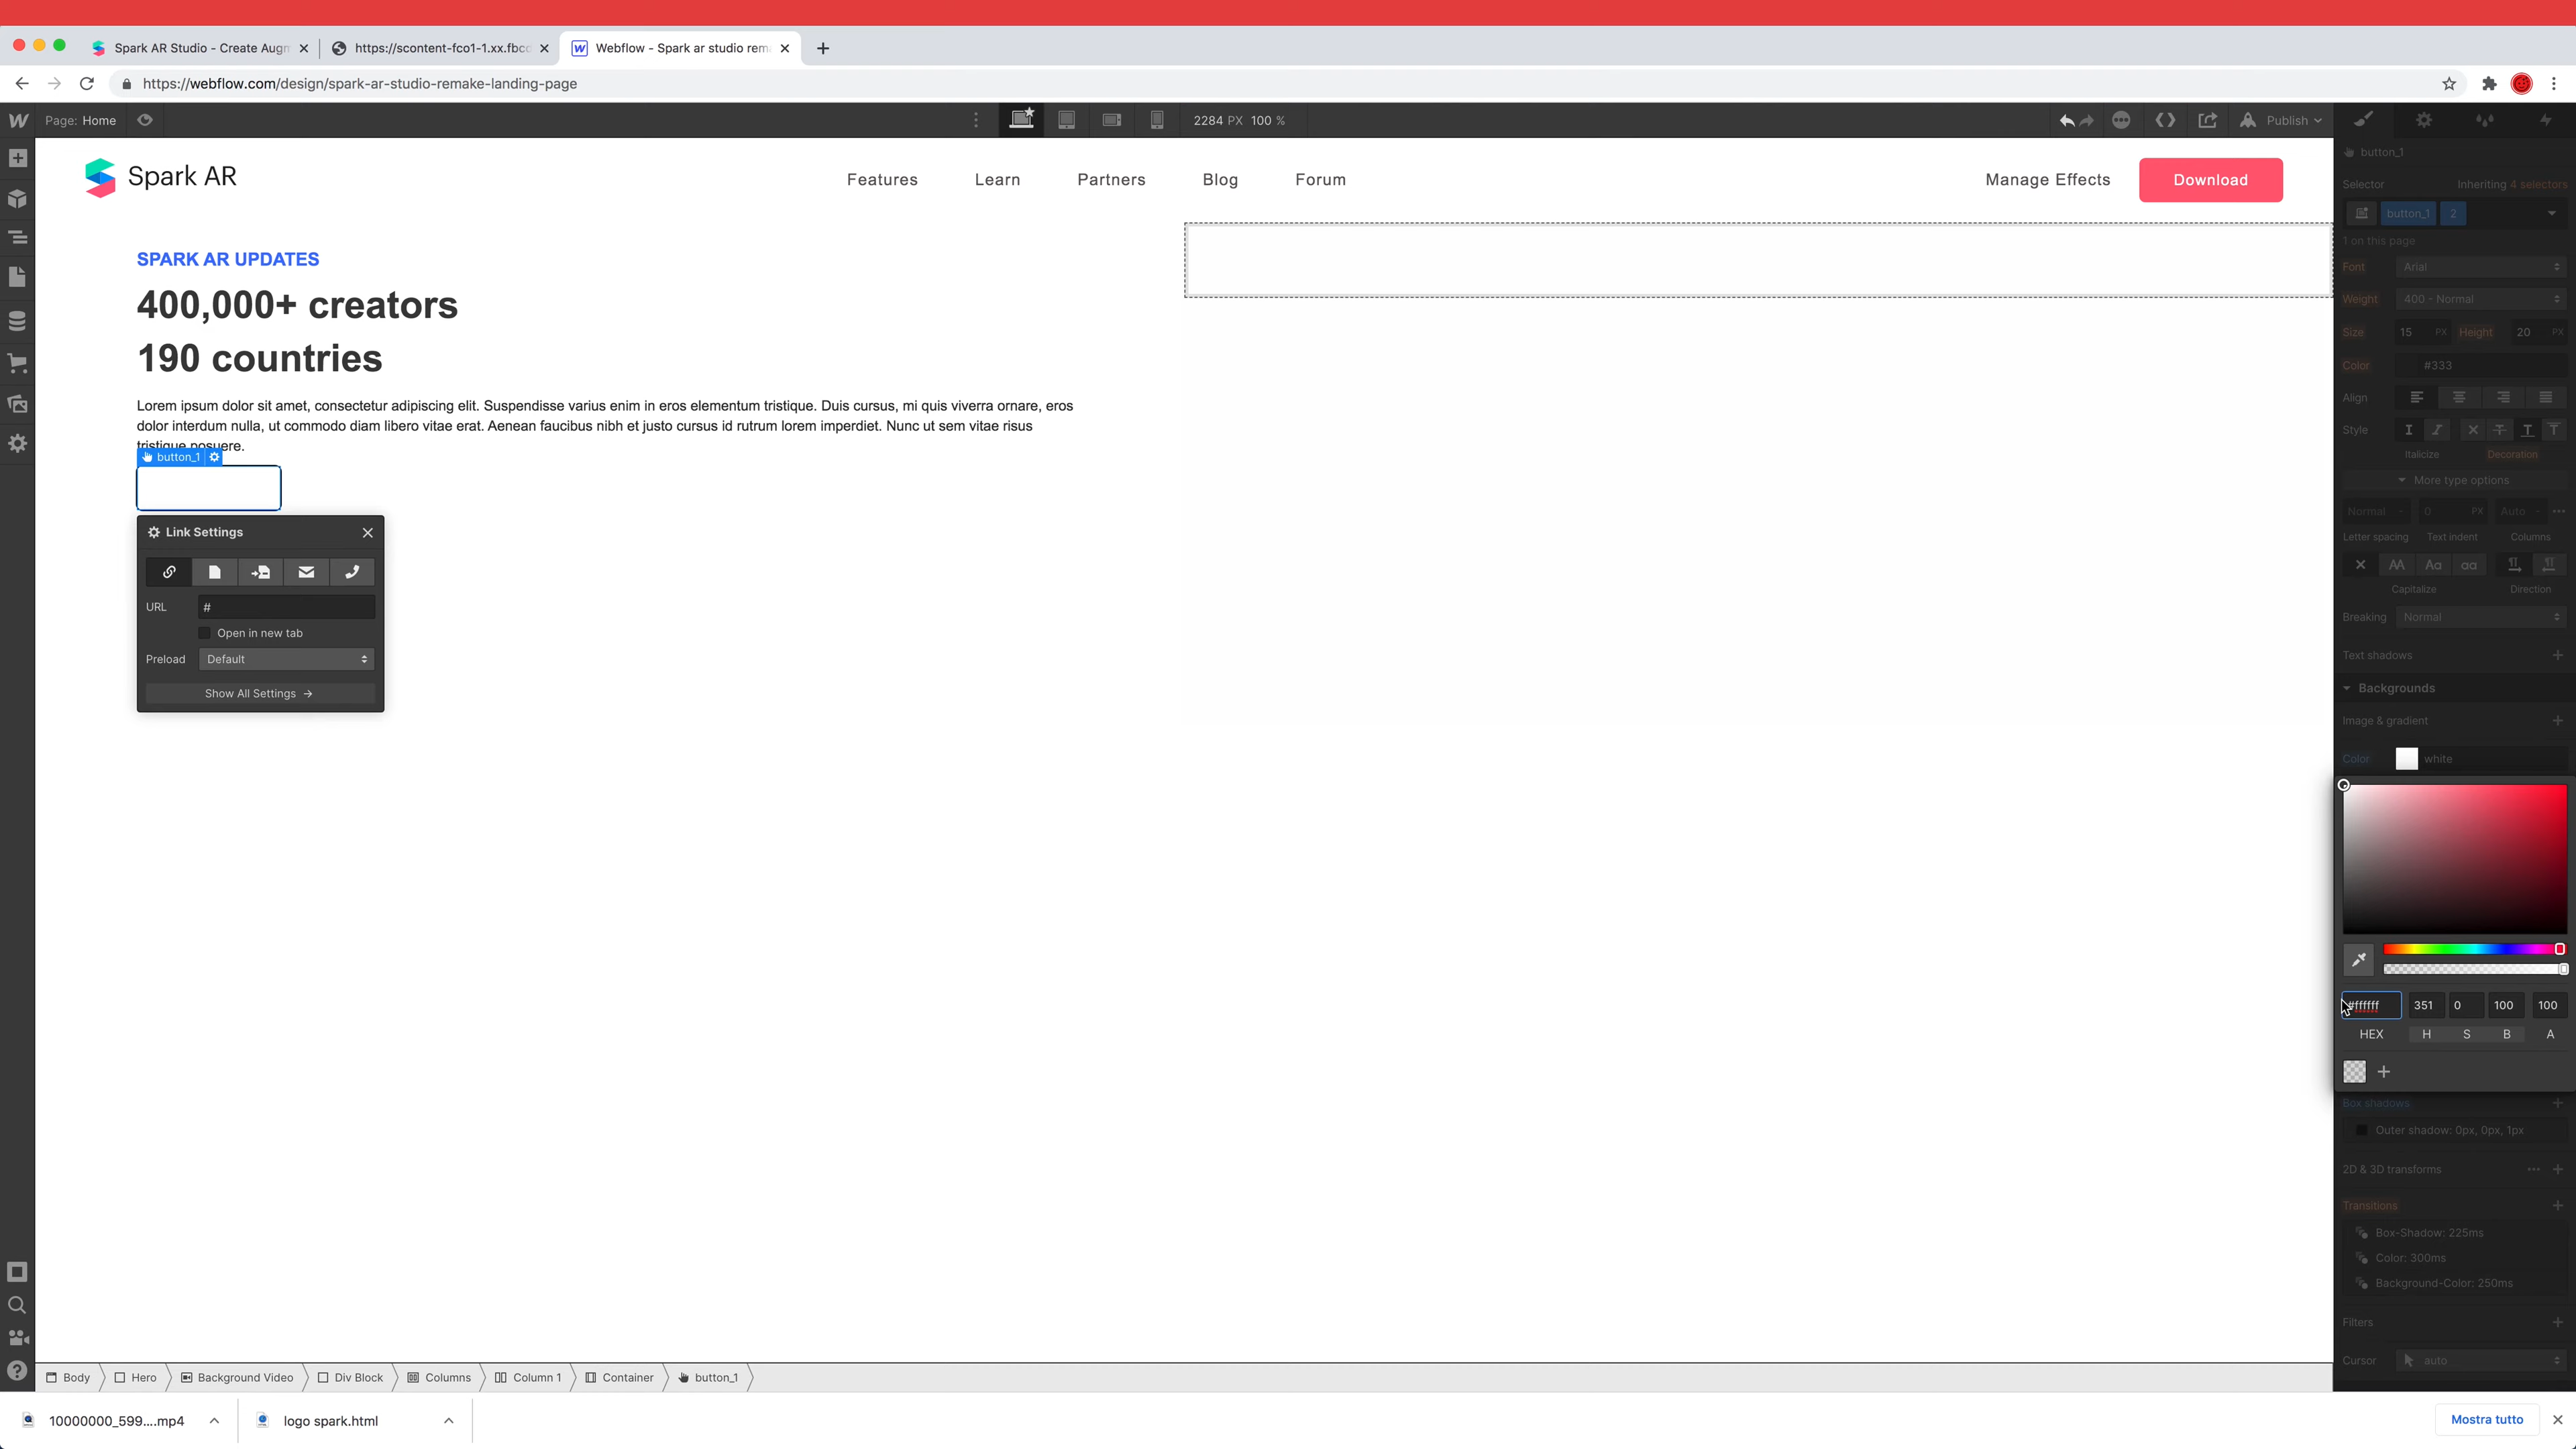 Spark AR Studio - Create Augm
https://scontent-fco1-1.xx.fbcd
Webflow - Spark ar studio rem
https://webflow.com/design/spark-ar-studio-remake-landing-page
Page: Home
2284 PX 100 %
Publish
Spark AR
Features
Learn
Partners
Blog
Forum
Manage Effects
Download
SPARK AR UPDATES
400,000+ creators
190 countries
Lorem ipsum dolor sit amet, consectetur adipiscing elit. Suspendisse varius enim in eros elementum tristique. Duis cursus, mi quis viverra ornare, eros
dolor interdum nulla, ut commodo diam libero vitae erat. Aenean faucibus nibh et justo cursus id rutrum lorem imperdiet. Nunc ut sem vitae risus
tristique posuere.
button_1
Link Settings
URL #
Open in new tab
Preload Default
Show All Settings
button_1
Selector Inheriting 4 selectors
button_1 2
1 on this page
Font Arial
Weight 400 - Normal
Size 15 PX Height 20 PX
Color #333
Align
Style
Italicize Decoration
More type options
Normal 0 PX Auto
Letter spacing Text indent Columns
AA Aa aa
Capitalize Direction
Breaking Normal
Text shadows
Backgrounds
Image & gradient
Color white
#ffffff 351 0 100 100
HEX H S B A
Box shadows
Outer shadow: 0px, 0px, 1px
2D & 3D transforms
Transitions
Box-Shadow: 225ms
Color: 300ms
Background-Color: 250ms
Filters
Cursor auto
Body
Hero
Background Video
Div Block
Columns
Column 1
Container
button_1
10000000_599....mp4
logo spark.html
Mostra tutto